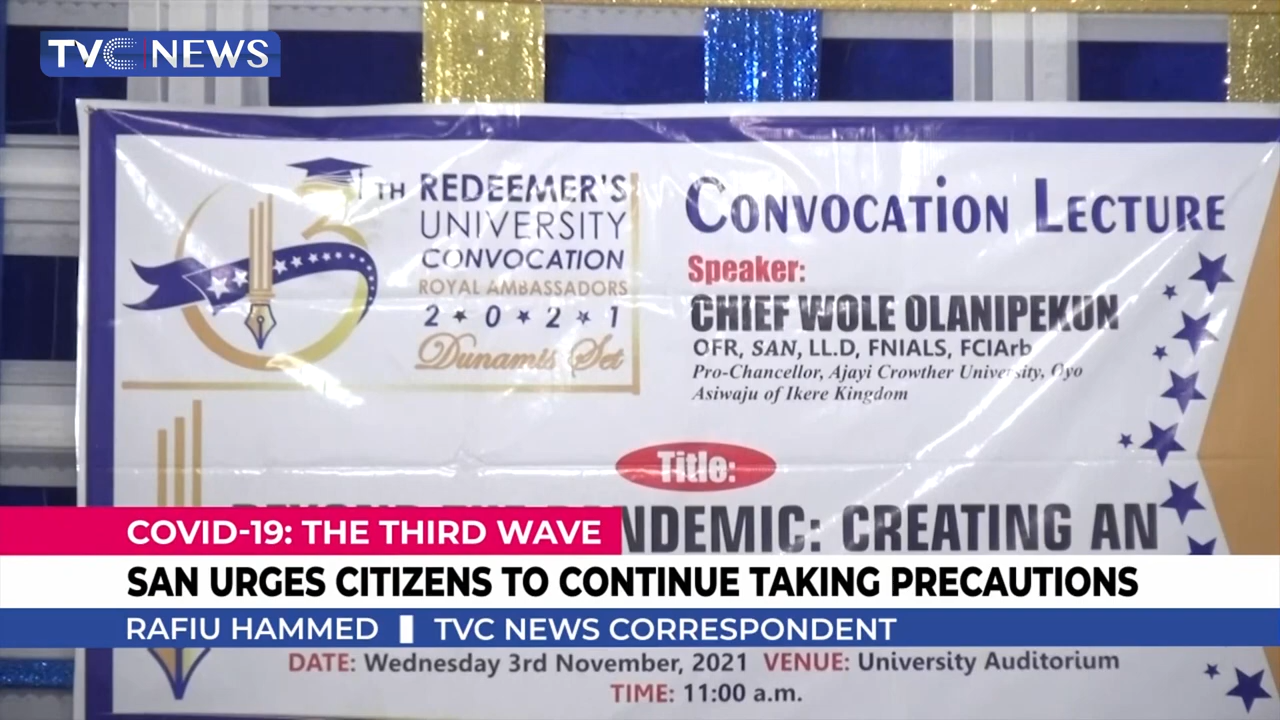 TVC NEWS
TH REDEEMER'S
UNIVERSITY
CONVOCATION
ROYAL AMBASSADORS
2 * 0 * 2 * 1
Dunamis Set
CONVOCATION LECTURE
Speaker:
CHIEF WOLE OLANIPEKUN
OFR, SAN, LL.D, FNIALS, FCIArb
Pro-Chancellor, Ajayi Crowther University, Oyo
Asiwaju of Ikere Kingdom
Title:
PANDEMIC: CREATING AN
COVID-19: THE THIRD WAVE
SAN URGES CITIZENS TO CONTINUE TAKING PRECAUTIONS
RAFIU HAMMED TVC NEWS CORRESPONDENT
DATE: Wednesday 3rd November, 2021 VENUE: University Auditorium
TIME: 11:00 a.m.